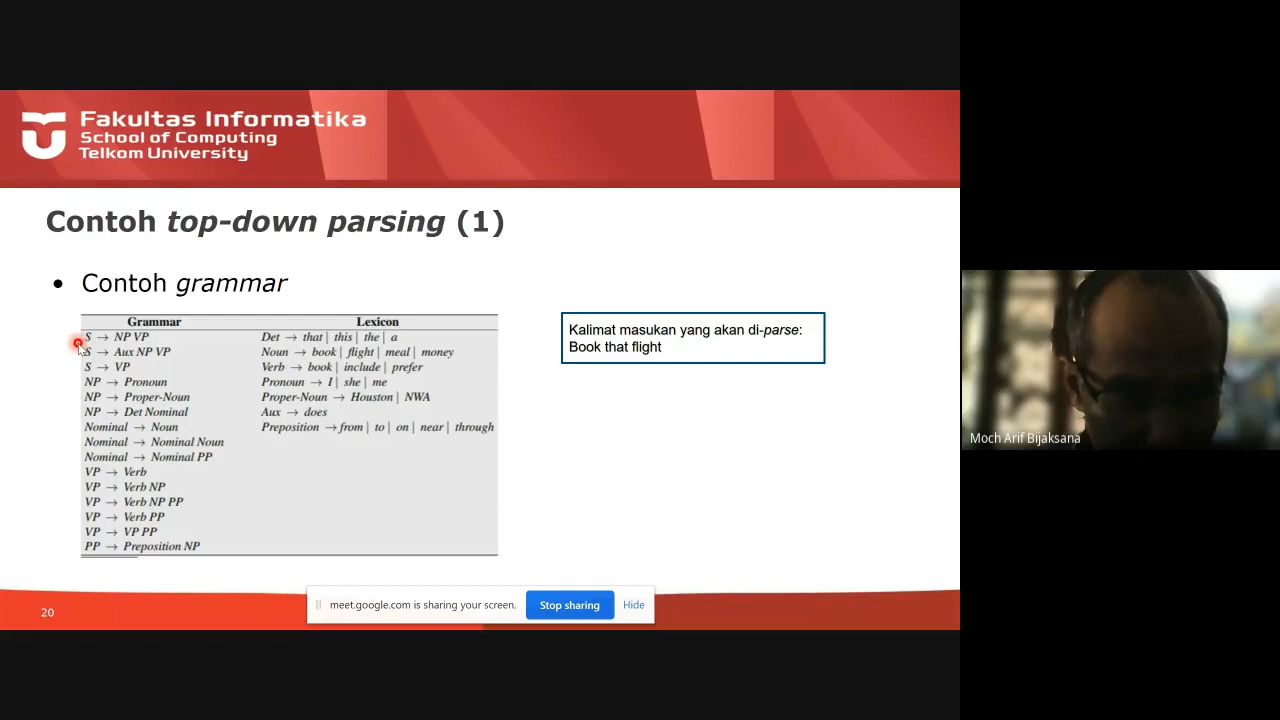 Fakultas Informatika
School of Computing
Telkom University
Contoh top-down parsing (1)
• Contoh grammar
Grammar Lexicon
S → NP VP Det → that | this | the | a
S → Aux NP VP Noun → book | flight | meal | money
S → VP Verb → book | include | prefer
NP → Pronoun Pronoun → I | she | me
NP → Proper-Noun Proper-Noun → Houston | NWA
NP → Det Nominal Aux → does
Nominal → Noun Preposition → from | to | on | near | through
Nominal → Nominal Noun
Nominal → Nominal PP
VP → Verb
VP → Verb NP
VP → Verb NP PP
VP → Verb PP
VP → VP PP
PP → Preposition NP
Kalimat masukan yang akan di-parse:
Book that flight
Moch Arif Bijaksana
meet.google.com is sharing your screen. Stop sharing Hide
20